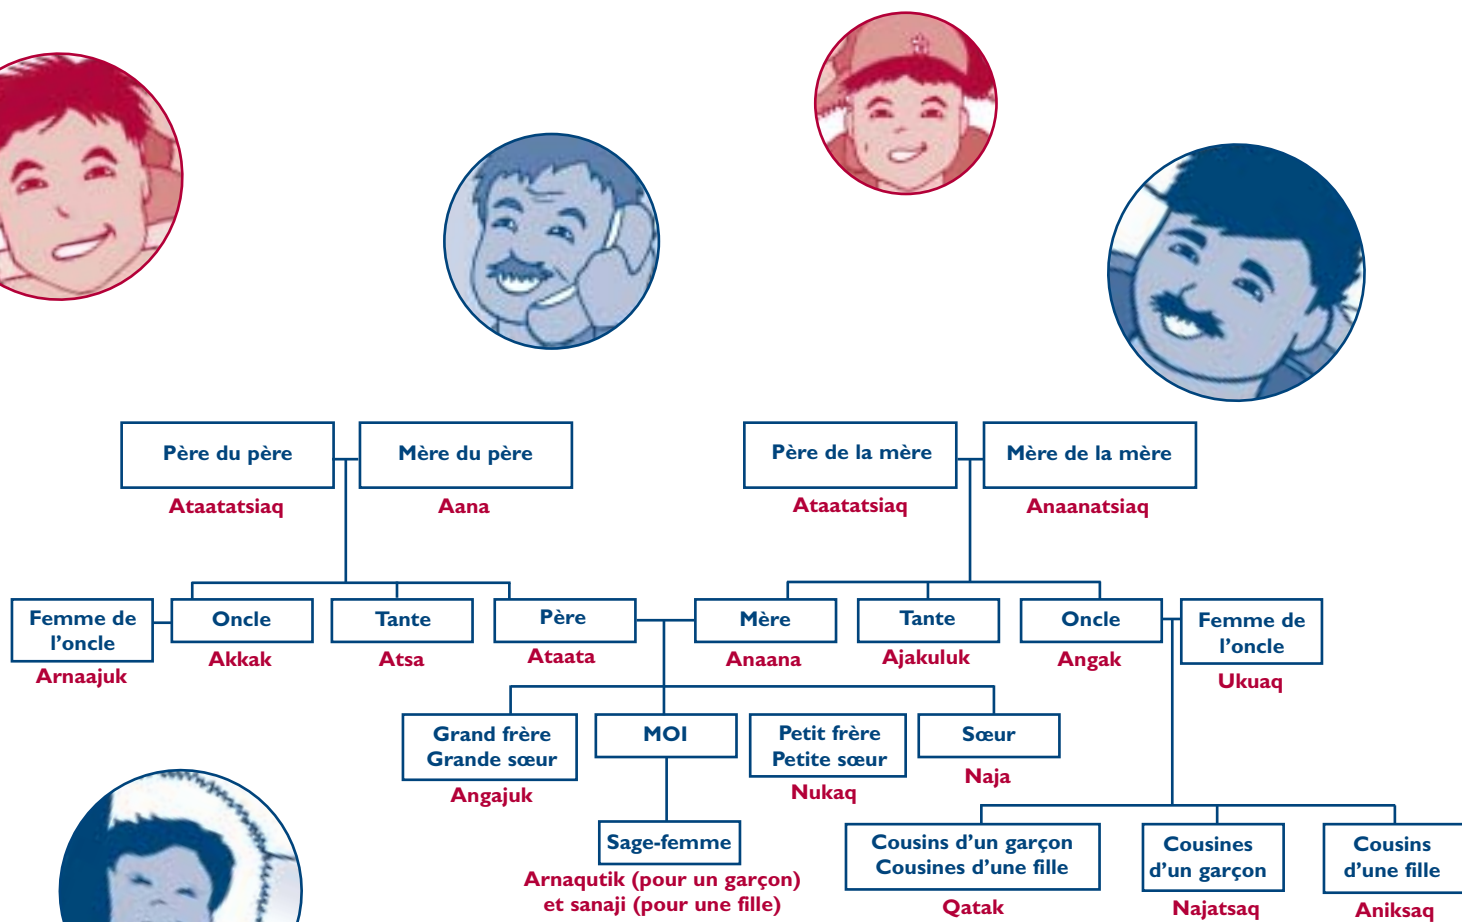 Père du père
Ataatatsiaq
Mère du père
Aana
Père de la mère
Ataatatsiaq
Mère de la mère
Anaanatsiaq
Femme de
l'oncle
Arnaajuk
Oncle
Akkak
Tante
Atsa
Père
Ataata
Mère
Anaana
Tante
Ajakuluk
Oncle
Angak
Femme de
l'oncle
Ukuaq
Grand frère
Grande sœur
Angajuk
MOI
Petit frère
Petite sœur
Nukaq
Sœur
Naja
Sage-femme
Arnaqutik (pour un garçon)
et sanaji (pour une fille)
Cousins d'un garçon
Cousines d'une fille
Qatak
Cousines
d'un garçon
Najatsaq
Cousins
d'une fille
Aniksaq